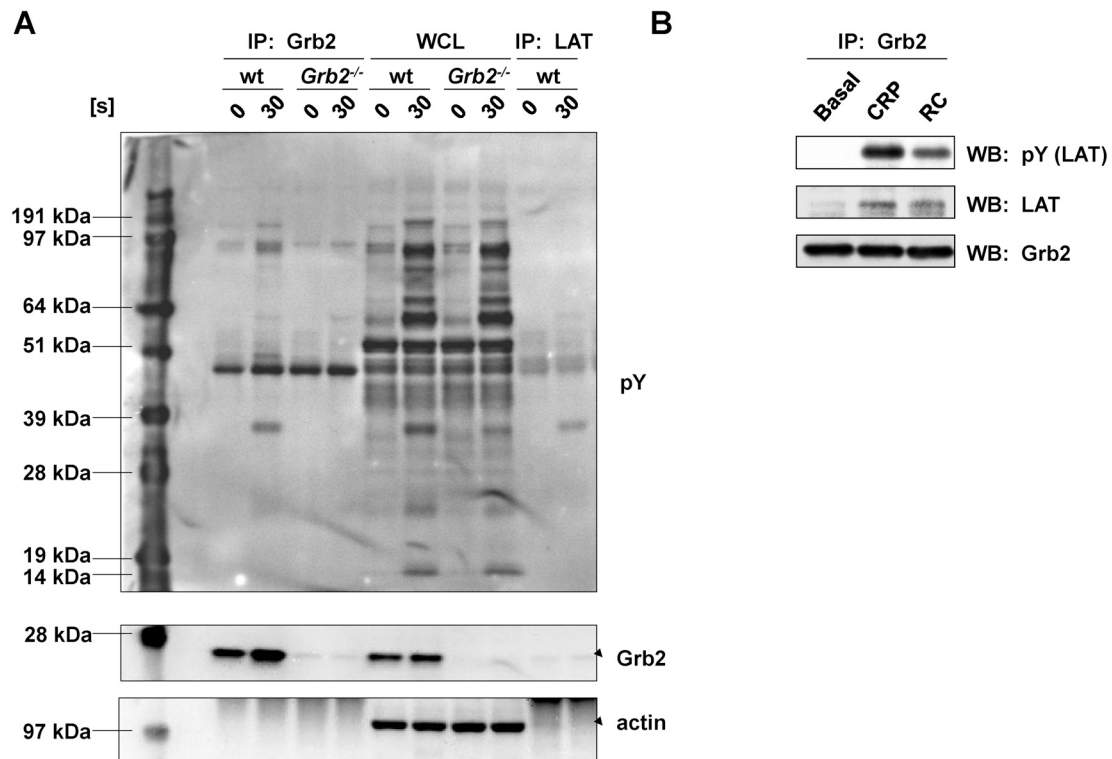 A
IP: Grb2 WCL IP: LAT
wt Grb2-/- wt Grb2-/- wt
[s] 0 30 0 30 0 30 0 30 0 30
191 kDa
97 kDa
64 kDa
51 kDa
39 kDa
28 kDa
19 kDa
14 kDa
pY
28 kDa
Grb2
97 kDa
actin
B
IP: Grb2
Basal CRP RC
WB: pY (LAT)
WB: LAT
WB: Grb2